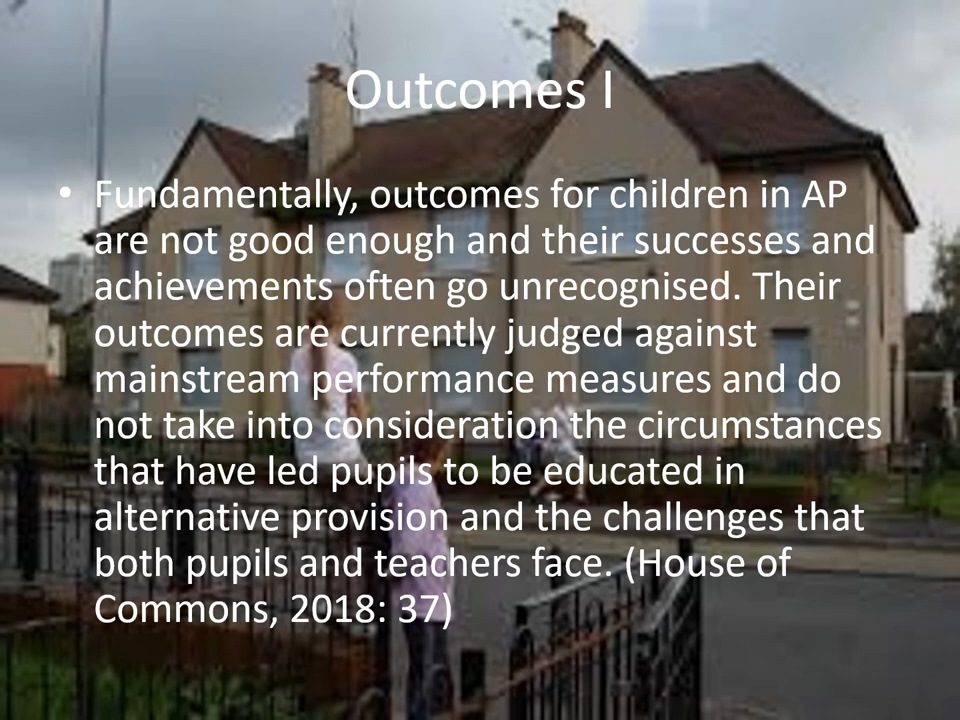 Outcomes I
• Fundamentally, outcomes for children in AP
are not good enough and their successes and
achievements often go unrecognised. Their
outcomes are currently judged against
mainstream performance measures and do
not take into consideration the circumstances
that have led pupils to be educated in
alternative provision and the challenges that
both pupils and teachers face. (House of
Commons, 2018: 37)